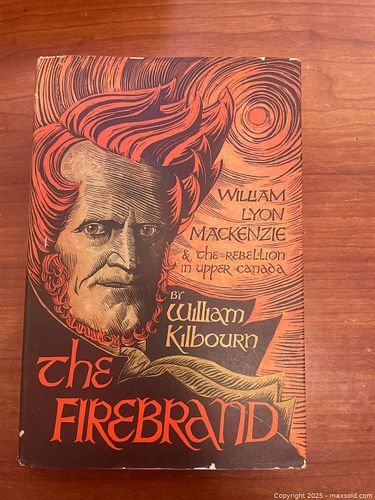 WILLIAM
LYON
MACKENZIE
& the REBELLION
in UPPER CANADA
BY
William
Kilbourn
the
FIREBRAND
Copyright 2025 - maxsold.com